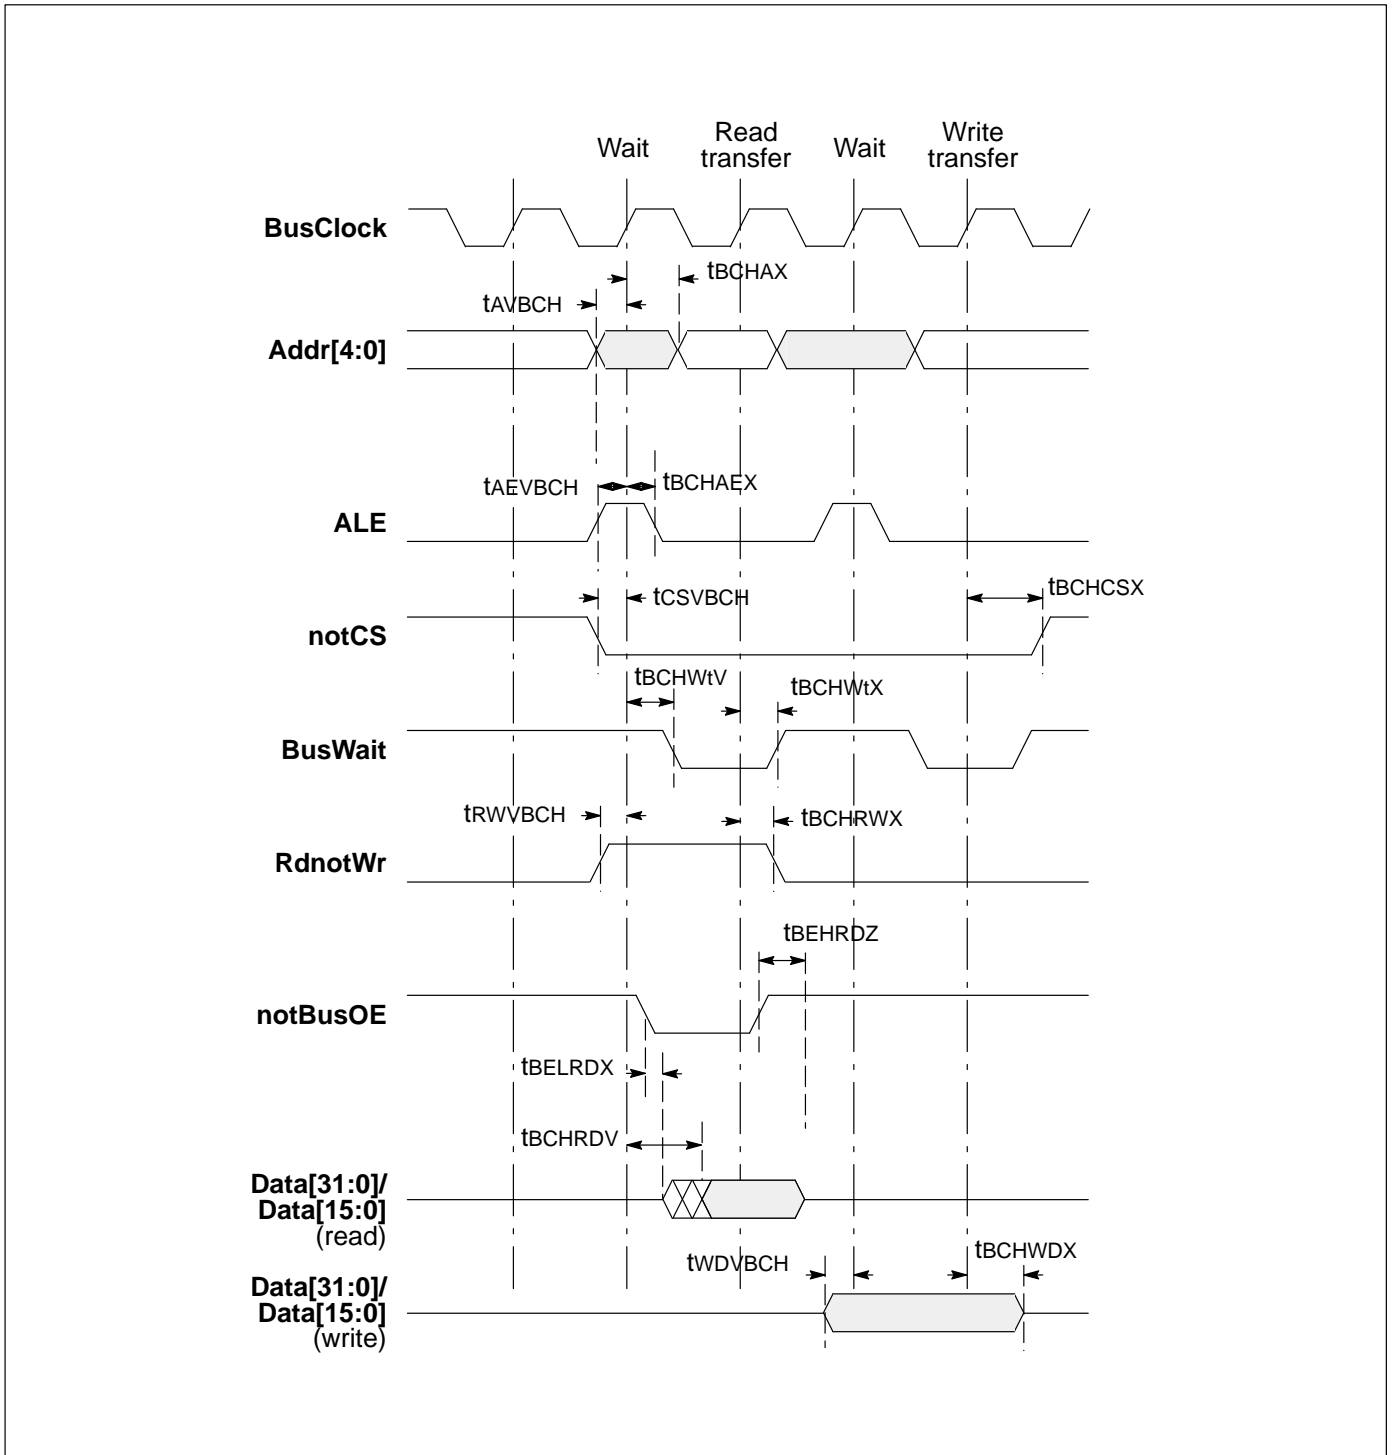 Wait
Read
transfer
Wait
Write
transfer
BusClock
tBCHAX
tAVBCH
Addr[4:0]
tAEVBCH
tBCHAEX
ALE
tCSVBCH
tBCHCSX
notCS
tBCHWtV
tBCHWtX
BusWait
tRWVBCH
tBCHRWX
RdnotWr
tBEHRDZ
notBusOE
tBELRDX
tBCHRDV
Data[31:0]/
Data[15:0]
(read)
tWDVBCH
tBCHWDX
Data[31:0]/
Data[15:0]
(write)